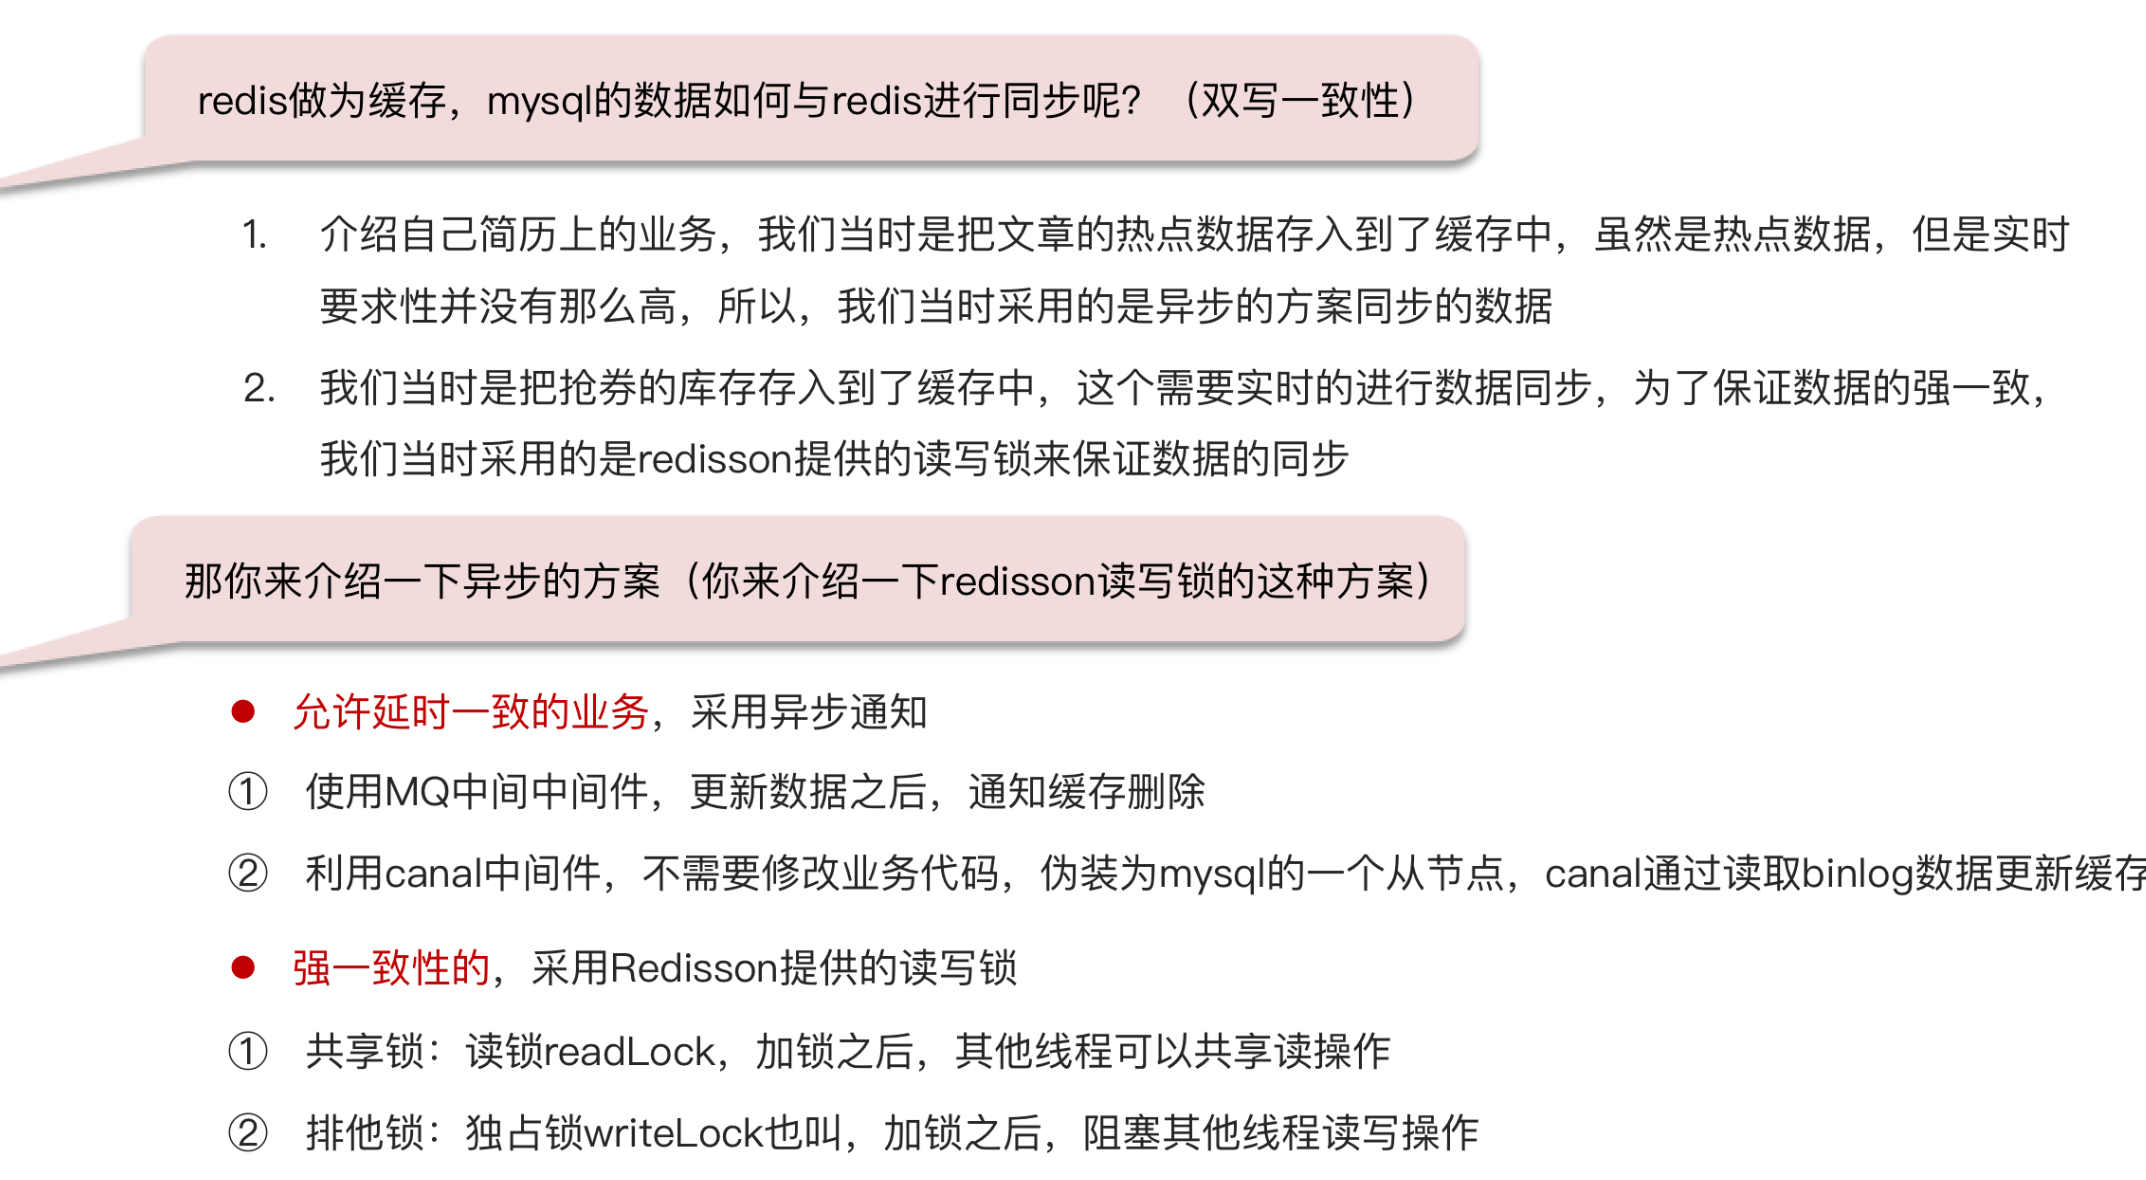 redis做为缓存，mysql的数据如何与redis进行同步呢？（双写一致性）
1. 介绍自己简历上的业务，我们当时是把文章的热点数据存入到了缓存中，虽然是热点数据，但是实时
要求性并没有那么高，所以，我们当时采用的是异步的方案同步的数据
2. 我们当时是把抢券的库存存入到了缓存中，这个需要实时的进行数据同步，为了保证数据的强一致，
我们当时采用的是redisson提供的读写锁来保证数据的同步
那你来介绍一下异步的方案（你来介绍一下redisson读写锁的这种方案）
● 允许延时一致的业务，采用异步通知
① 使用MQ中间中间件，更新数据之后，通知缓存删除
② 利用canal中间件，不需要修改业务代码，伪装为mysql的一个从节点，canal通过读取binlog数据更新缓存
● 强一致性的，采用Redisson提供的读写锁
① 共享锁：读锁readLock，加锁之后，其他线程可以共享读操作
② 排他锁：独占锁writeLock也叫，加锁之后，阻塞其他线程读写操作